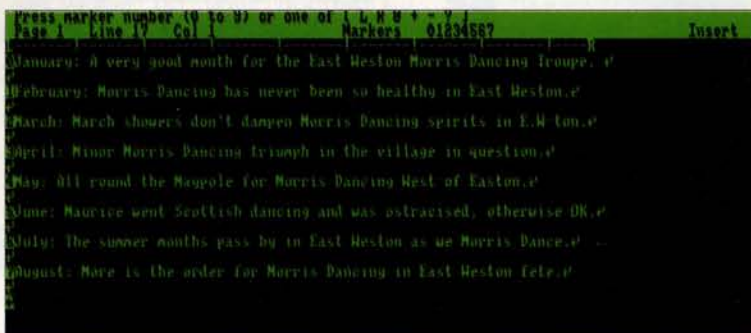 Press marker number (0 to 9) or one of [ L R W + - ? ]
Page 1 Line 17 Col 1 Markers 01234567 Insert
January: A very good month for the East Weston Morris Dancing Troupe.
February: Morris Dancing has never been so healthy in East Weston.
March: March showers don't dampen Morris Dancing spirits in E.W ton.
April: Minor Morris Dancing triumph in the village in question.
May: All round the Maypole for Morris Dancing West of Easton.
June: Maurice went Scottish dancing and was ostracised, otherwise OK.
July: The summer months pass by in East Weston as we Morris Dance.
August: More is the order for Morris Dancing in East Weston fete.